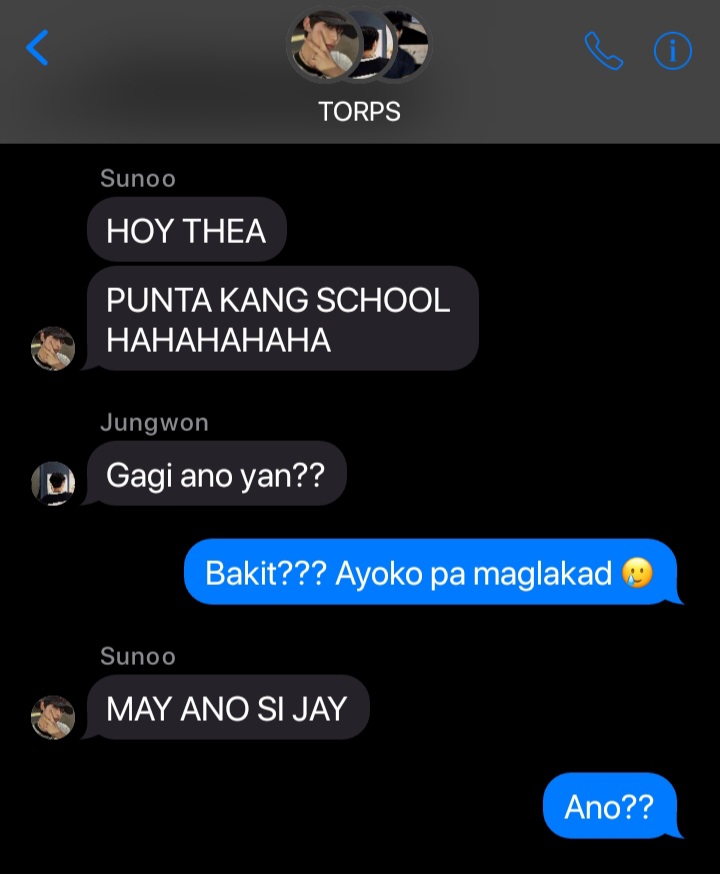 TORPS
Sunoo
HOY THEA
PUNTA KANG SCHOOL
HAHAHAHAHA
Jungwon
Gagi ano yan??
Bakit??? Ayoko pa maglakad 🥲
Sunoo
MAY ANO SI JAY
Ano??